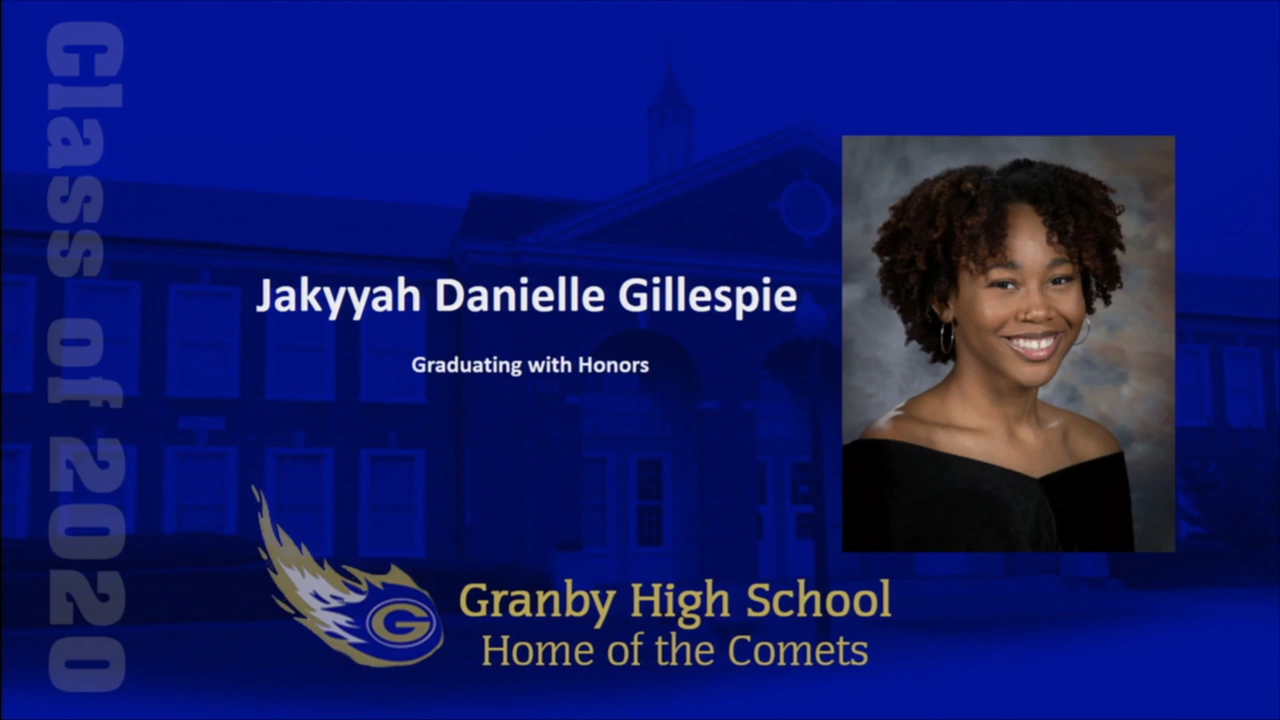 Class of 2020
Jakyyah Danielle Gillespie
Graduating with Honors
G
Granby High School
Home of the Comets